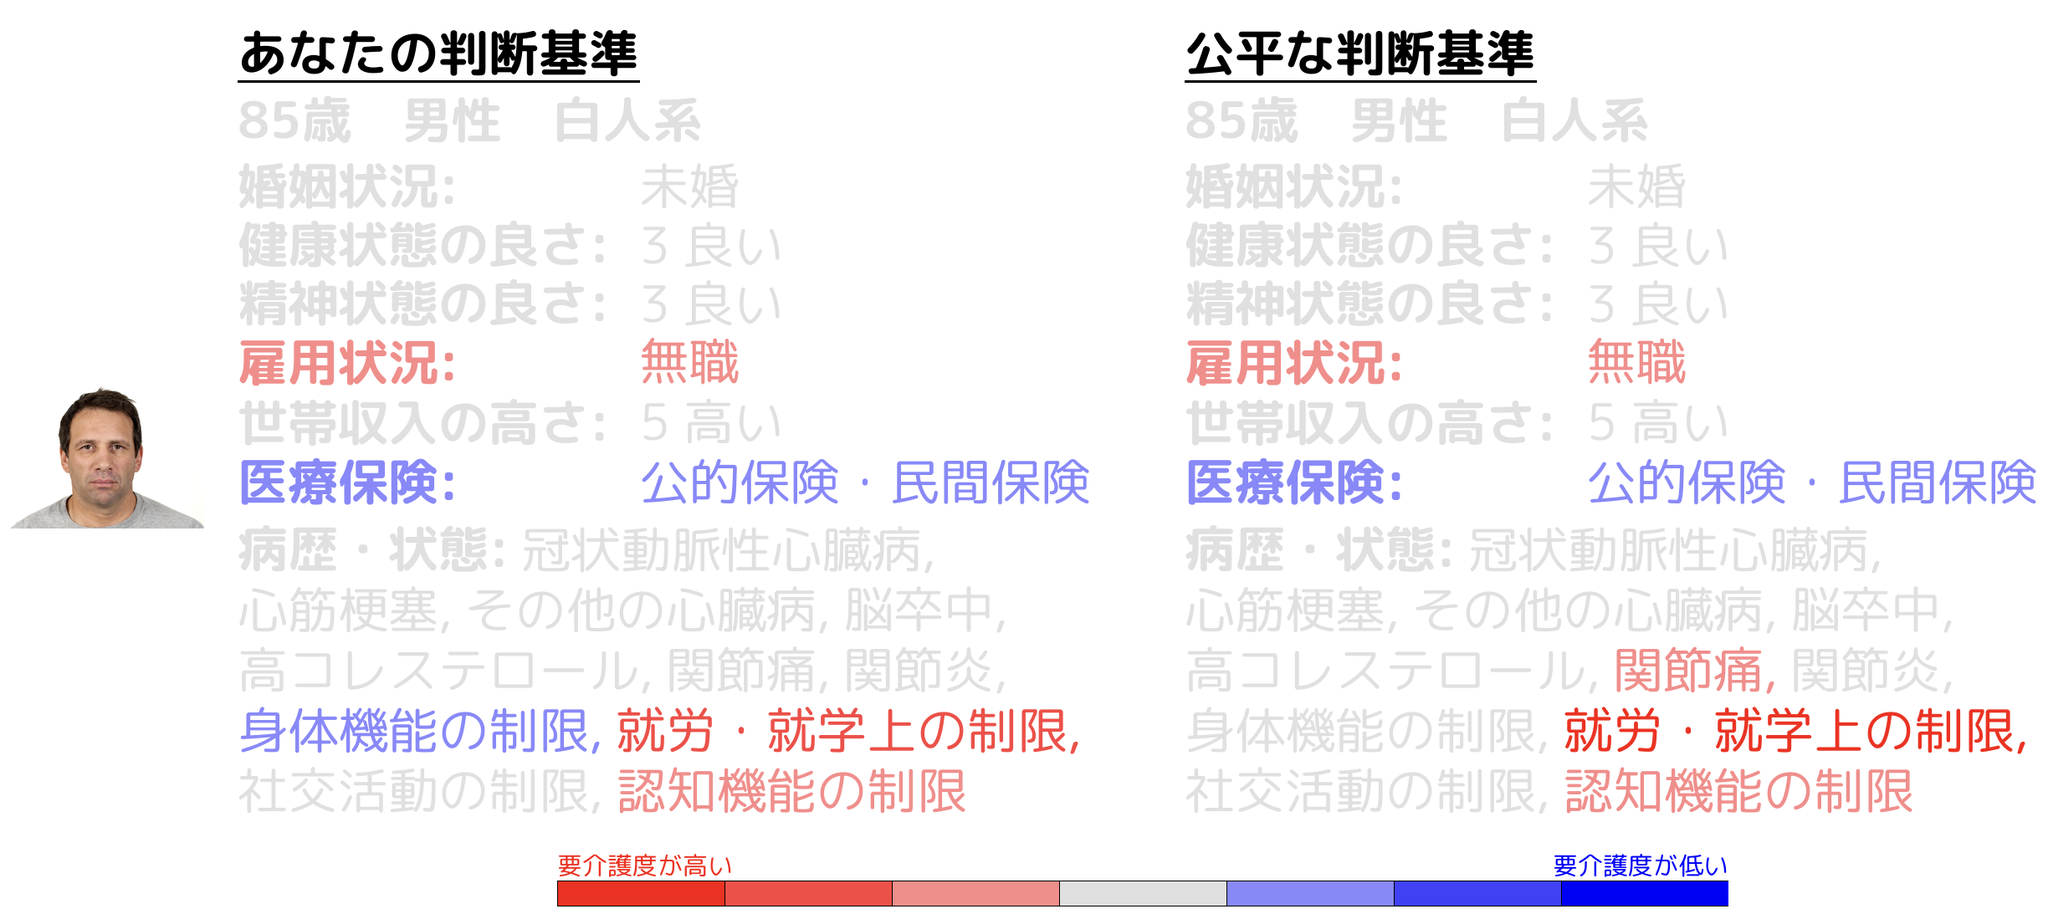 あなたの判断基準
85歳　男性　白人系
婚姻状況: 未婚
健康状態の良さ: 3 良い
精神状態の良さ: 3 良い
雇用状況: 無職
世帯収入の高さ: 5 高い
医療保険: 公的保険・民間保険
病歴・状態: 冠状動脈性心臓病,
心筋梗塞, その他の心臓病, 脳卒中,
高コレステロール, 関節痛, 関節炎,
身体機能の制限, 就労・就学上の制限,
社交活動の制限, 認知機能の制限
公平な判断基準
85歳　男性　白人系
婚姻状況: 未婚
健康状態の良さ: 3 良い
精神状態の良さ: 3 良い
雇用状況: 無職
世帯収入の高さ: 5 高い
医療保険: 公的保険・民間保険
病歴・状態: 冠状動脈性心臓病,
心筋梗塞, その他の心臓病, 脳卒中,
高コレステロール, 関節痛, 関節炎,
身体機能の制限, 就労・就学上の制限,
社交活動の制限, 認知機能の制限
要介護度が高い
要介護度が低い